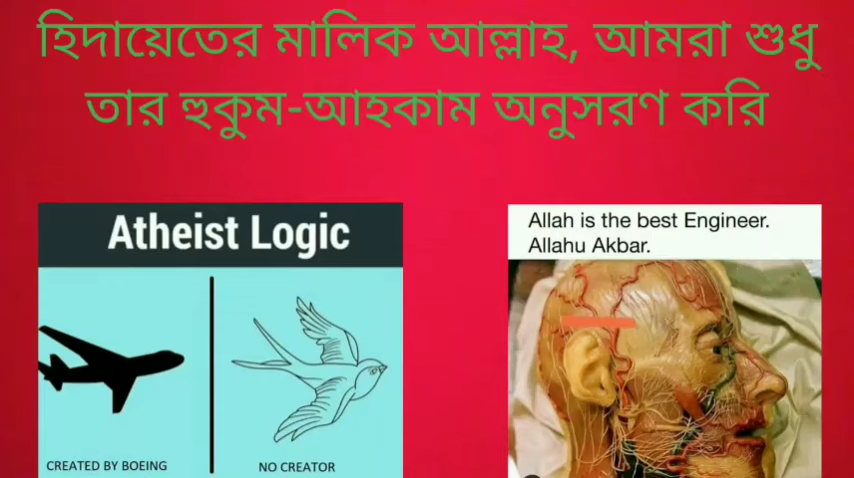 হিদায়েতের মালিক আল্লাহ, আমরা শুধু
তার হুকুম-আহকাম অনুসরণ করি
Atheist Logic
CREATED BY BOEING
NO CREATOR
Allah is the best Engineer.
Allahu Akbar.